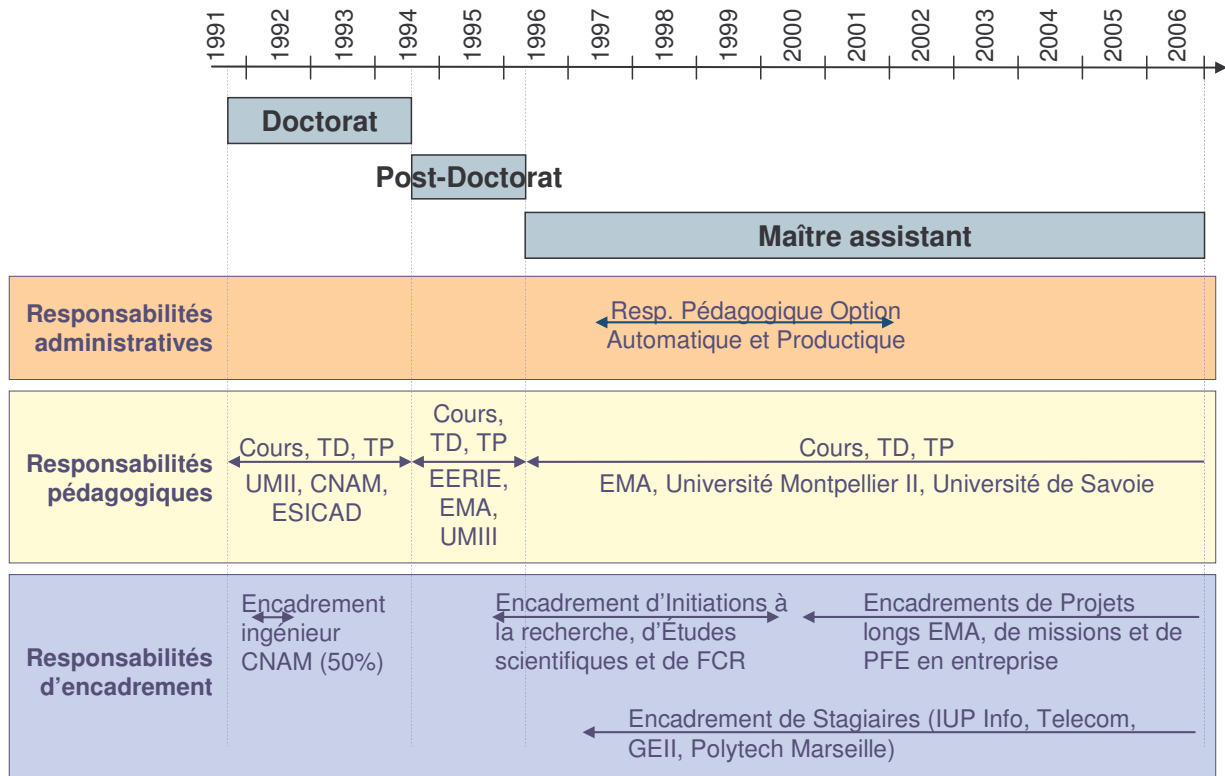 1991
1992
1993
1994
1995
1996
1997
1998
1999
2000
2001
2002
2003
2004
2005
2006
Doctorat
Post-Doctorat
Maître assistant
Responsabilités
administratives
Resp. Pédagogique Option
Automatique et Productique
Responsabilités
pédagogiques
Cours, TD, TP
UMII, CNAM,
ESICAD
Cours,
TD, TP
EERIE,
EMA,
UMIII
Cours, TD, TP
EMA, Université Montpellier II, Université de Savoie
Responsabilités
d'encadrement
Encadrement
ingénieur
CNAM (50%)
Encadrement d'Initiations à
la recherche, d'Études
scientifiques et de FCR
Encadrements de Projets
longs EMA, de missions et de
PFE en entreprise
Encadrement de Stagiaires (IUP Info, Telecom,
GEII, Polytech Marseille)